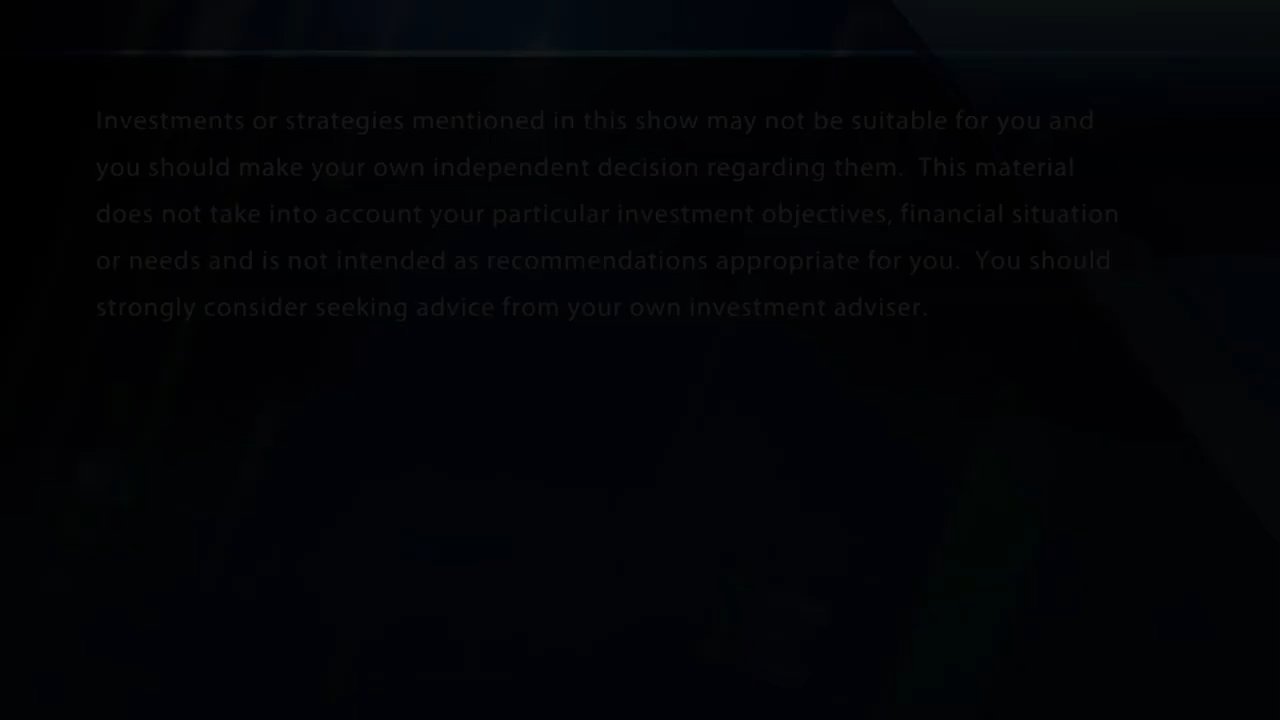 Investments or strategies mentioned in this show may not be suitable for you and
you should make your own independent decision regarding them.  This material
does not take into account your particular investment objectives, financial situation
or needs and is not intended as recommendations appropriate for you.  You should
strongly consider seeking advice from your own investment adviser.